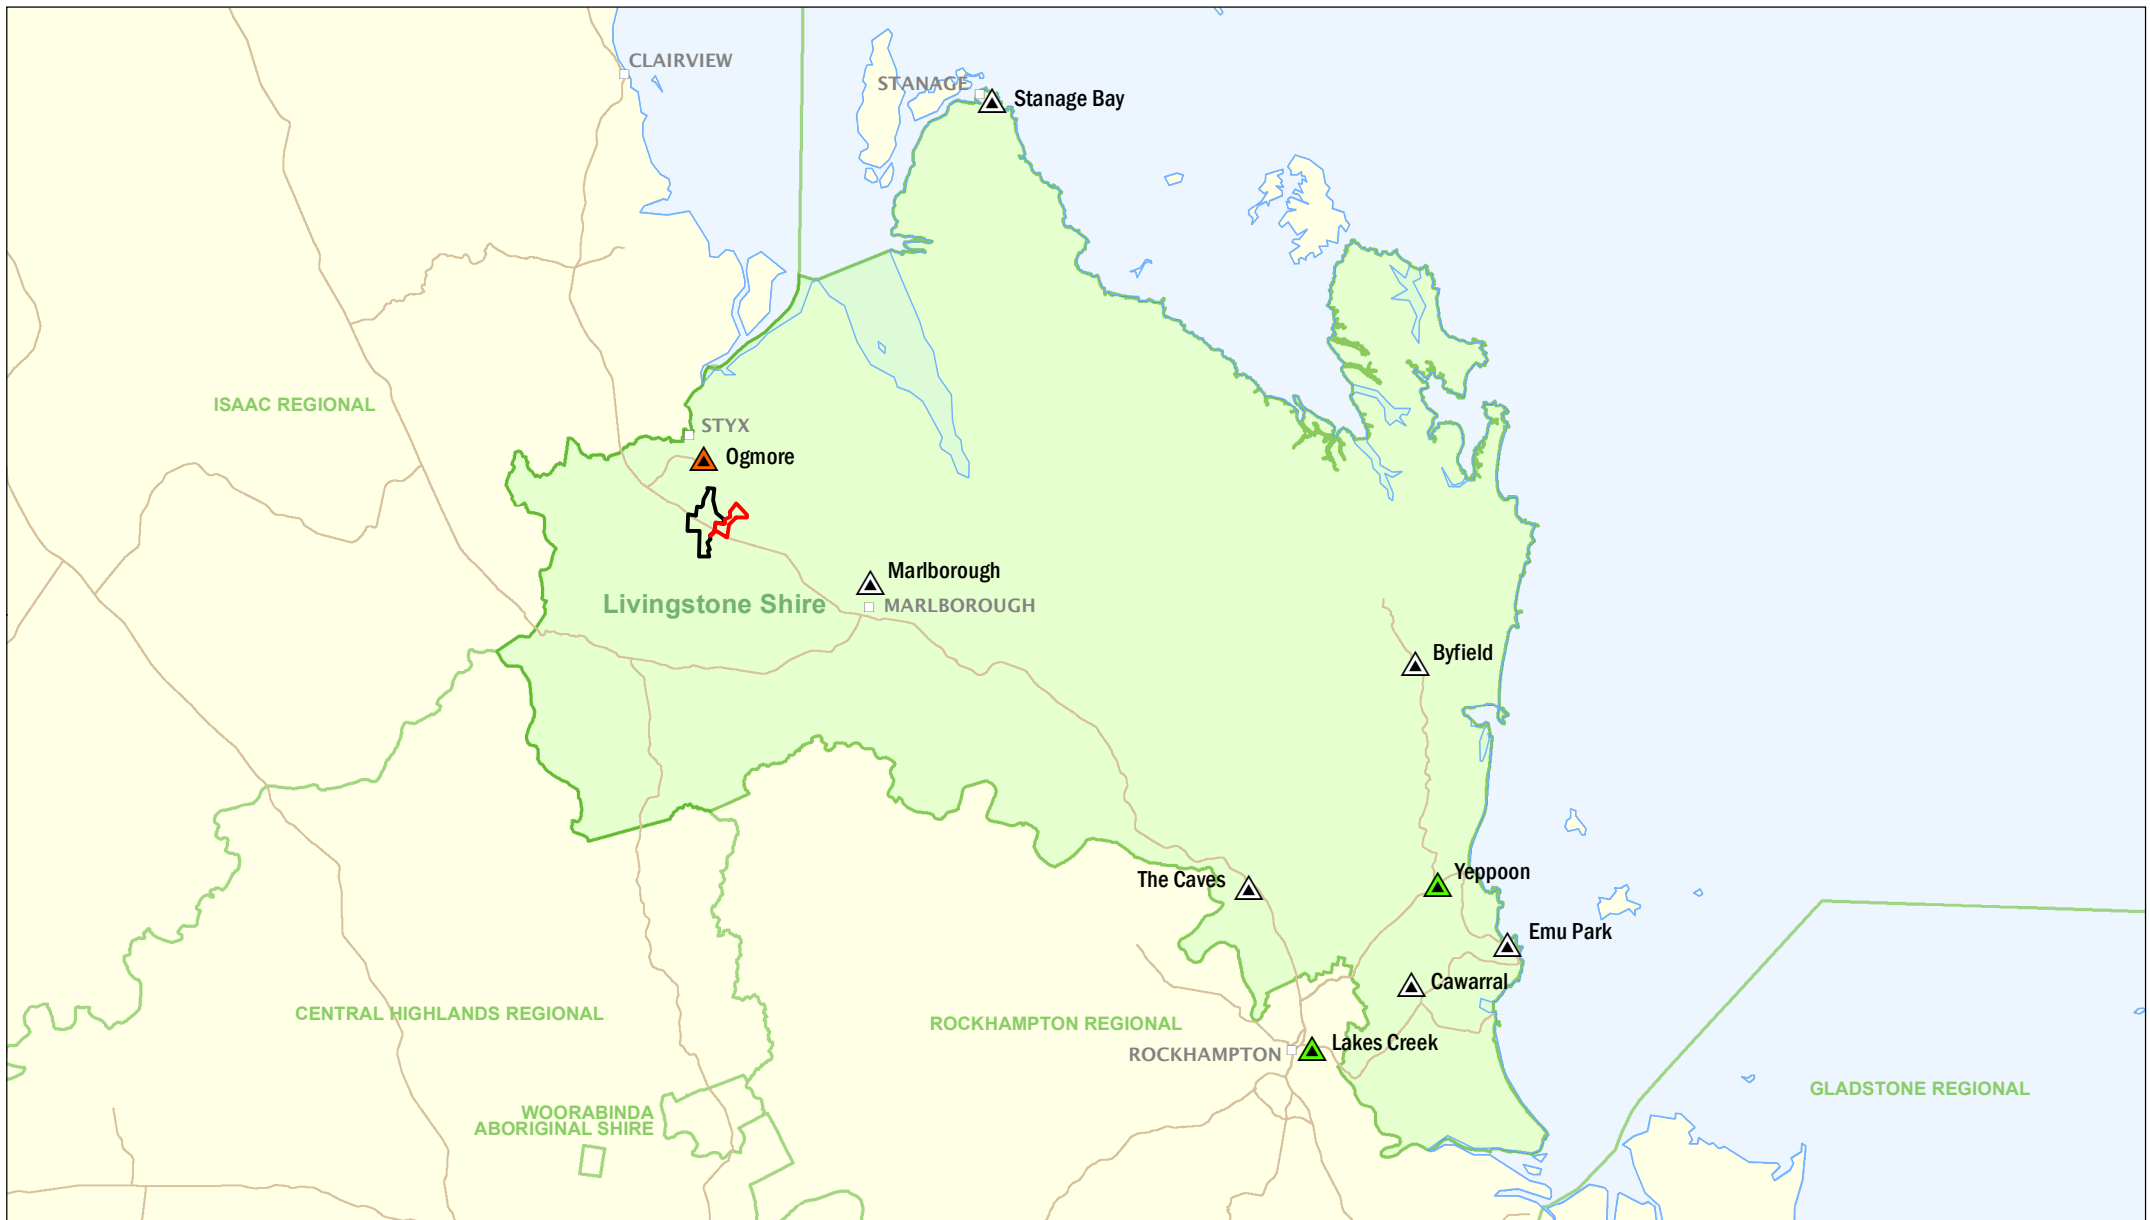 CLAIRVIEW
STANAGE
Stanage Bay
ISAAC REGIONAL
STYX
Ogmore
Marlborough
Livingstone Shire
MARLBOROUGH
Byfield
Yeppoon
The Caves
Emu Park
Cawarral
CENTRAL HIGHLANDS REGIONAL
ROCKHAMPTON REGIONAL
Lakes Creek
ROCKHAMPTON
GLADSTONE REGIONAL
WOORABINDA
ABORIGINAL SHIRE